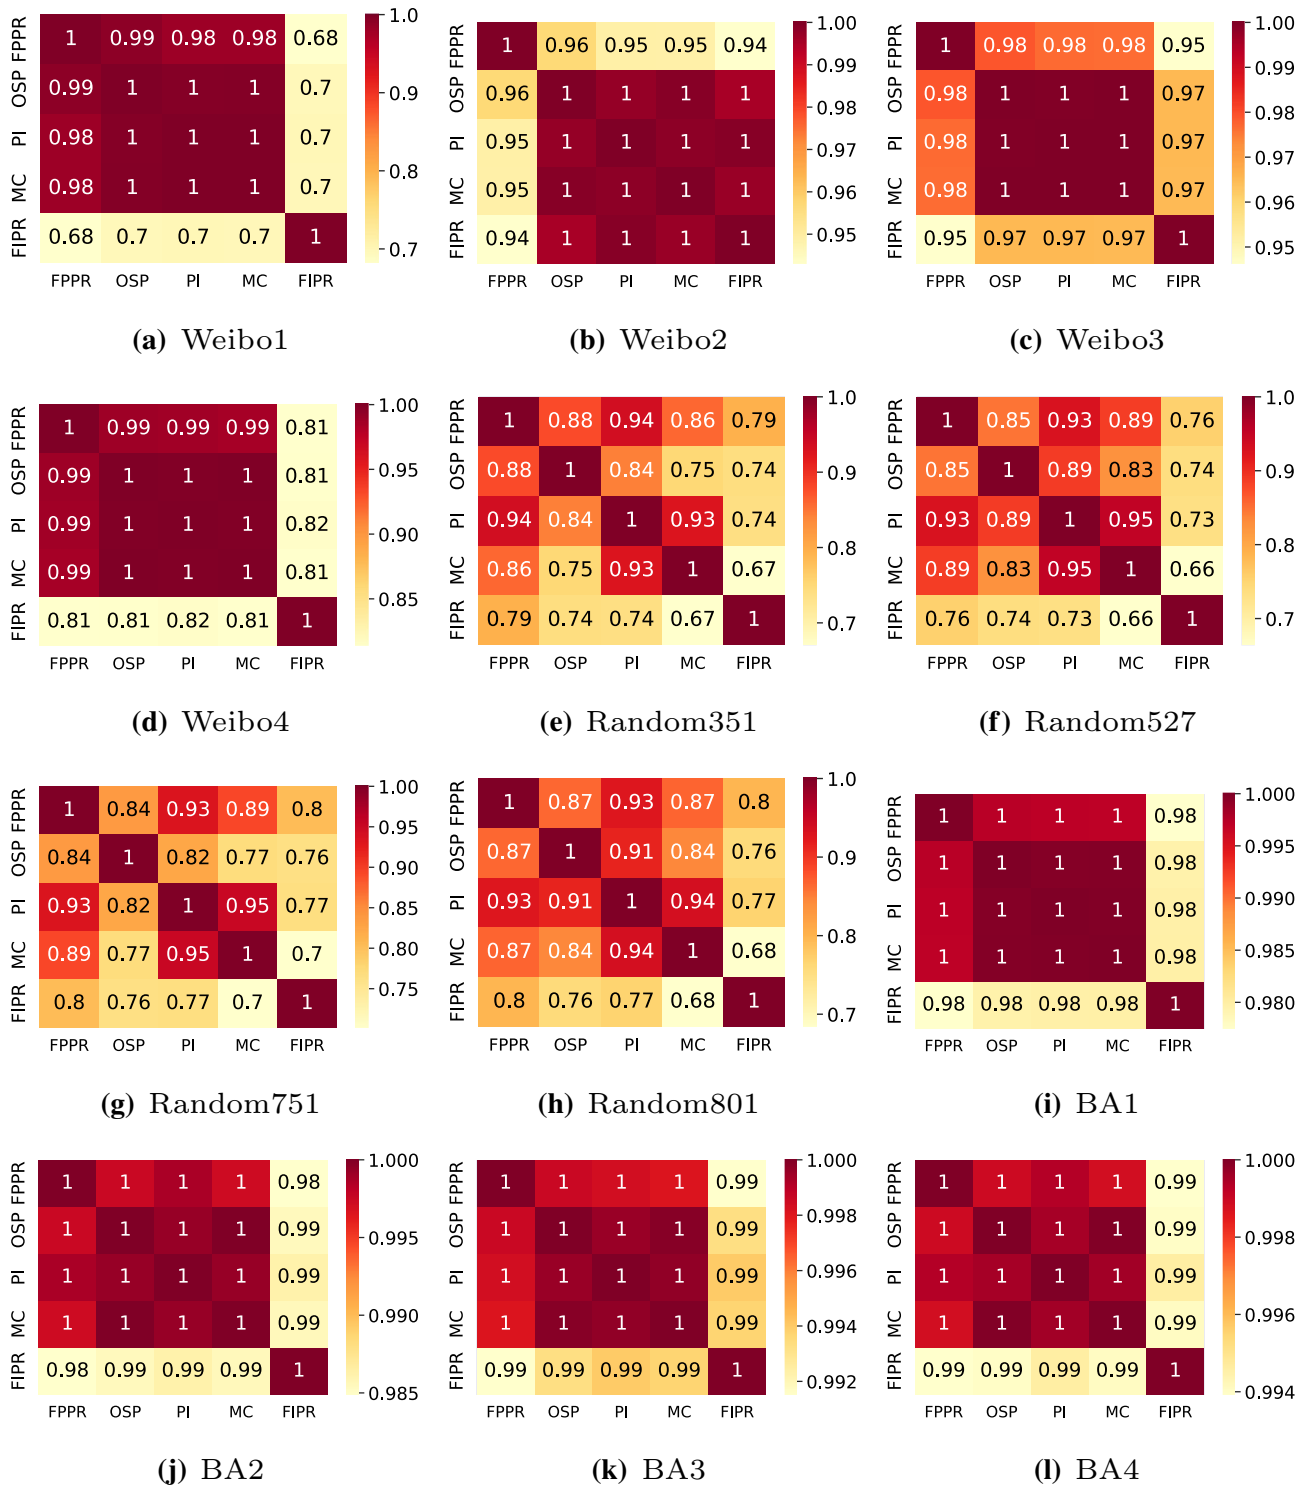 FPPR 1 0.99 0.98 0.98 0.68 1.0
OSP 0.99 1 1 1 0.7 0.9
PI 0.98 1 1 1 0.7 0.8
MC 0.98 1 1 1 0.7
FIPR 0.68 0.7 0.7 0.7 1 0.7
FPPR OSP PI MC FIPR
(a) Weibo1
FPPR 1 0.96 0.95 0.95 0.94 1.00
OSP 0.96 1 1 1 1 0.99
PI 0.95 1 1 1 1 0.98
MC 0.95 1 1 1 1 0.97
FIPR 0.94 1 1 1 1 0.96
0.95
FPPR OSP PI MC FIPR
(b) Weibo2
FPPR 1 0.98 0.98 0.98 0.95 1.00
OSP 0.98 1 1 1 0.97 0.99
PI 0.98 1 1 1 0.97 0.98
MC 0.98 1 1 1 0.97 0.97
FIPR 0.95 0.97 0.97 0.97 1 0.96
0.95
FPPR OSP PI MC FIPR
(c) Weibo3
FPPR 1 0.99 0.99 0.99 0.81 1.00
OSP 0.99 1 1 1 0.81 0.95
PI 0.99 1 1 1 0.82 0.90
MC 0.99 1 1 1 0.81 0.85
FIPR 0.81 0.81 0.82 0.81 1
FPPR OSP PI MC FIPR
(d) Weibo4
FPPR 1 0.88 0.94 0.86 0.79 1.0
OSP 0.88 1 0.84 0.75 0.74 0.9
PI 0.94 0.84 1 0.93 0.74 0.8
MC 0.86 0.75 0.93 1 0.67
FIPR 0.79 0.74 0.74 0.67 1 0.7
FPPR OSP PI MC FIPR
(e) Random351
FPPR 1 0.85 0.93 0.89 0.76 1.0
OSP 0.85 1 0.89 0.83 0.74 0.9
PI 0.93 0.89 1 0.95 0.73 0.8
MC 0.89 0.83 0.95 1 0.66
FIPR 0.76 0.74 0.73 0.66 1 0.7
FPPR OSP PI MC FIPR
(f) Random527
FPPR 1 0.84 0.93 0.89 0.8 1.00
OSP 0.84 1 0.82 0.77 0.76 0.95
PI 0.93 0.82 1 0.95 0.77 0.90
MC 0.89 0.77 0.95 1 0.7 0.85
FIPR 0.8 0.76 0.77 0.7 1 0.80
0.75
FPPR OSP PI MC FIPR
(g) Random751
FPPR 1 0.87 0.93 0.87 0.8 1.0
OSP 0.87 1 0.91 0.84 0.76 0.9
PI 0.93 0.91 1 0.94 0.77
MC 0.87 0.84 0.94 1 0.68 0.8
FIPR 0.8 0.76 0.77 0.68 1 0.7
FPPR OSP PI MC FIPR
(h) Random801
FPPR 1 1 1 1 0.98 1.000
OSP 1 1 1 1 0.98 0.995
PI 1 1 1 1 0.98 0.990
MC 1 1 1 1 0.98 0.985
FIPR 0.98 0.98 0.98 0.98 1 0.980
FPPR OSP PI MC FIPR
(i) BA1
FPPR 1 1 1 1 0.98 1.000
OSP 1 1 1 1 0.99 0.995
PI 1 1 1 1 0.99
MC 1 1 1 1 0.99 0.990
FIPR 0.98 0.99 0.99 0.99 1 0.985
FPPR OSP PI MC FIPR
(j) BA2
FPPR 1 1 1 1 0.99 1.000
OSP 1 1 1 1 0.99 0.998
PI 1 1 1 1 0.99 0.996
MC 1 1 1 1 0.99 0.994
FIPR 0.99 0.99 0.99 0.99 1 0.992
FPPR OSP PI MC FIPR
(k) BA3
FPPR 1 1 1 1 0.99 1.000
OSP 1 1 1 1 0.99 0.998
PI 1 1 1 1 0.99
MC 1 1 1 1 0.99 0.996
FIPR 0.99 0.99 0.99 0.99 1 0.994
FPPR OSP PI MC FIPR
(l) BA4